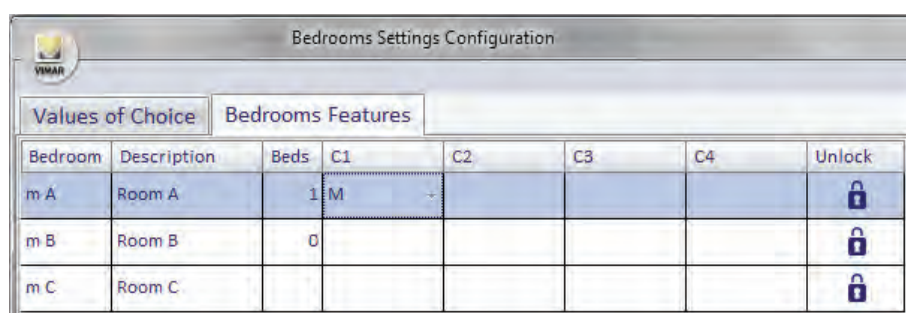 Bedrooms Settings Configuration
VIMAR
Values of Choice Bedrooms Features
Bedroom Description Beds C1 C2 C3 C4 Unlock
m A Room A 1 M
m B Room B 0
m C Room C